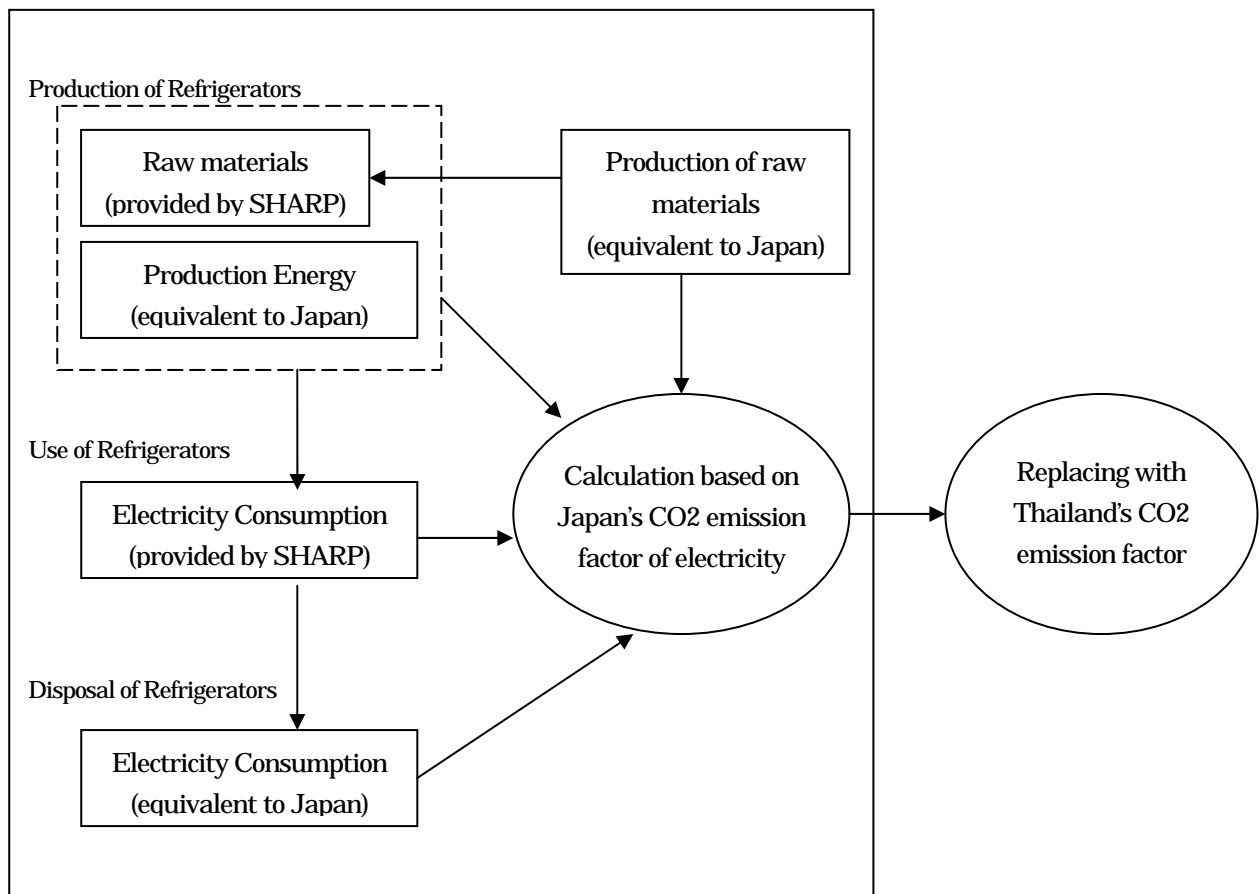 Production of Refrigerators
Raw materials
(provided by SHARP)
Production of raw
materials
(equivalent to Japan)
Production Energy
(equivalent to Japan)
Use of Refrigerators
Electricity Consumption
(provided by SHARP)
Calculation based on
Japan's CO2 emission
factor of electricity
Replacing with
Thailand's CO2
emission factor
Disposal of Refrigerators
Electricity Consumption
(equivalent to Japan)